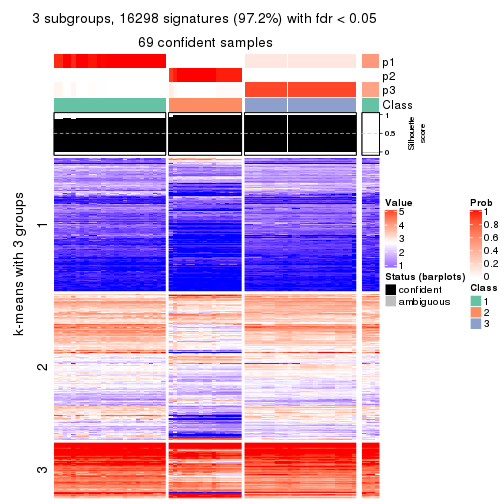 3 subgroups, 16298 signatures (97.2%) with fdr < 0.05
69 confident samples
p1
p2
p3
Class
1
0.5
0
Silhouette
score
k-means with 3 groups
1
2
3
Value
5
4
3
2
1
Status (barplots)
confident
ambiguous
Prob
1
0.8
0.6
0.4
0.2
0
Class
1
2
3